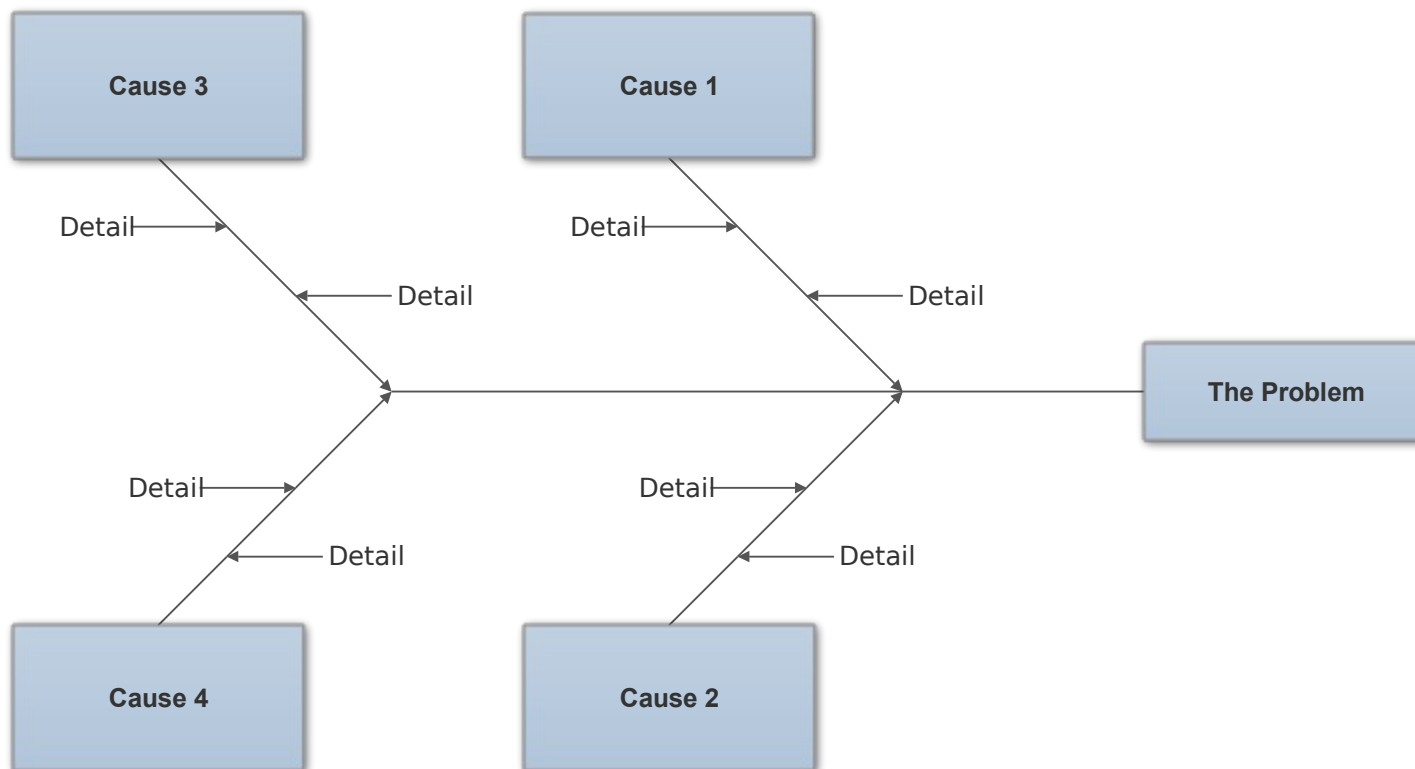 Cause 3
Cause 1
Detail
Detail
Detail
Detail
The Problem
Detail
Detail
Detail
Detail
Cause 4
Cause 2